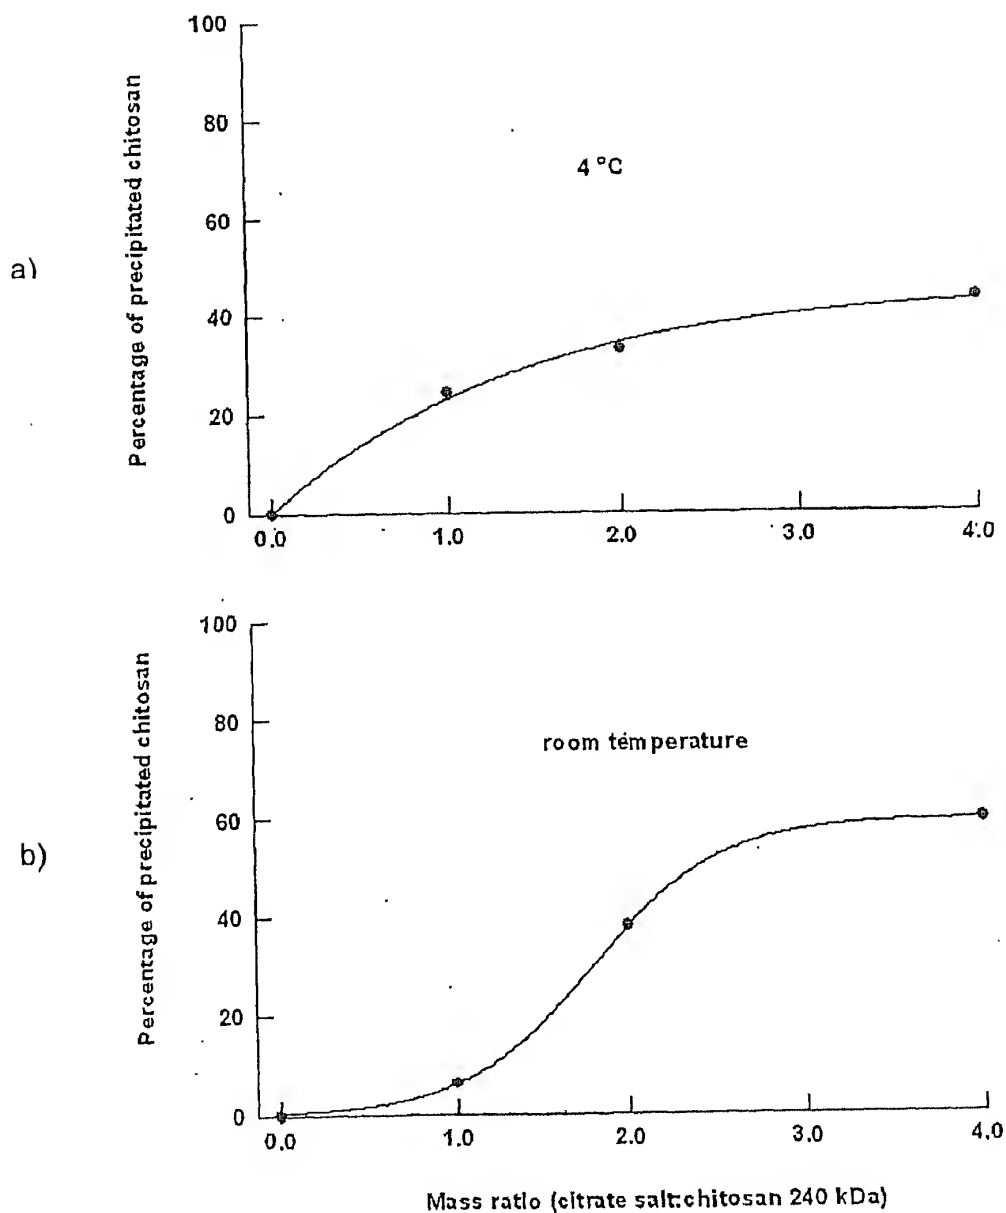 a)
Percentage of precipitated chitosan
100
80
60
40
20
0
4 °C
0.0 1.0 2.0 3.0 4.0
b)
Percentage of precipitated chitosan
100
80
60
40
20
0
room temperature
0.0 1.0 2.0 3.0 4.0
Mass ratio (citrate salt:chitosan 240 kDa)